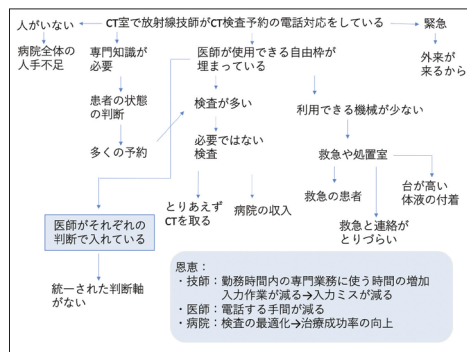 人がいない
CT室で放射線技師がCT検査予約の電話対応をしている
緊急
病院全体の
人手不足
専門知識が
必要
医師が使用できる自由枠が
埋まっている
外来が
来るから
患者の状態
の判断
検査が多い
利用できる機械が少ない
多くの予約
必要ではない
検査
救急や処置室
とりあえず
CTを取る
病院の収入
救急の患者
台が高い
体液の付着
救急と連絡が
とりづらい
医師がそれぞれの
判断で入れている
統一された判断軸
がない
恩恵:
・技師:勤務時間内の専門業務に使う時間の増加
入力作業が減る→入力ミスが減る
・医師:電話する手間が減る
・病院:検査の最適化→治療成功率の向上